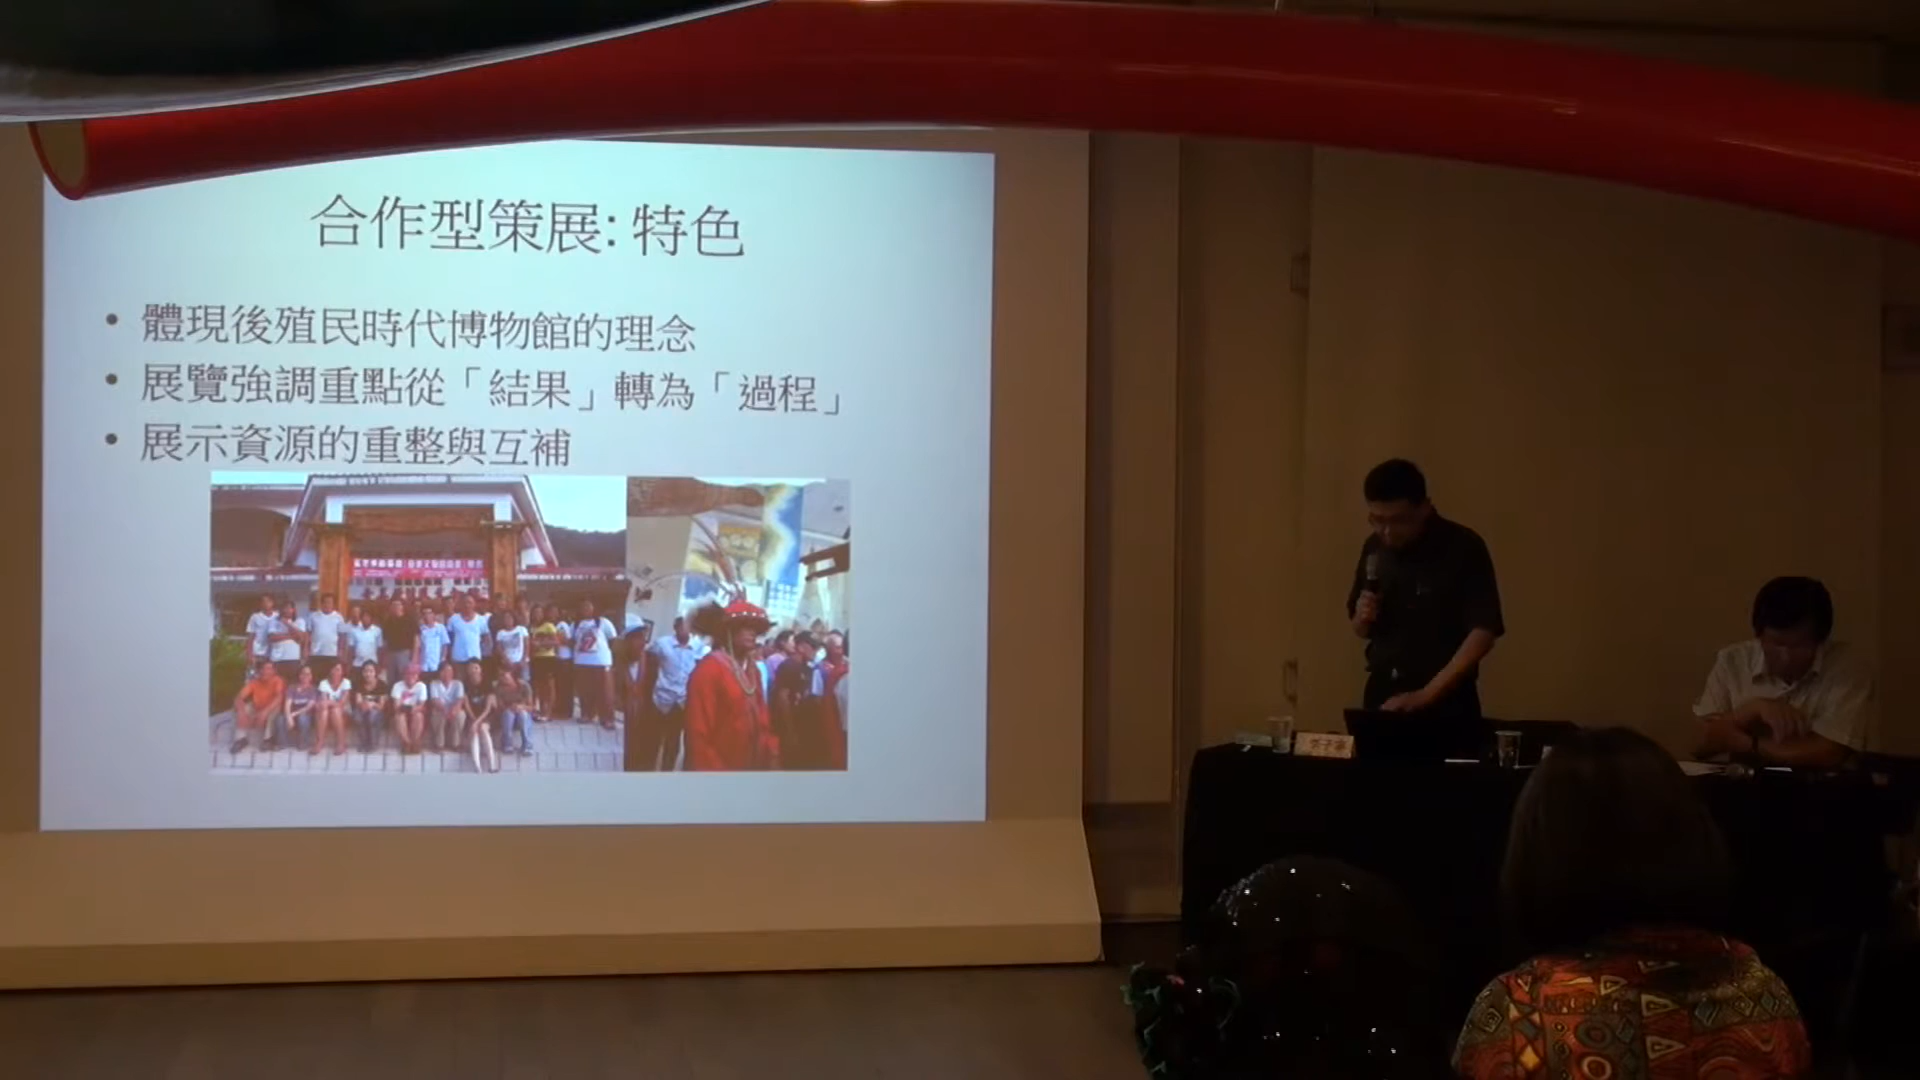 合作型策展: 特色
• 體現後殖民時代博物館的理念
• 展覽強調重點從「結果」轉為「過程」
• 展示資源的重整與互補